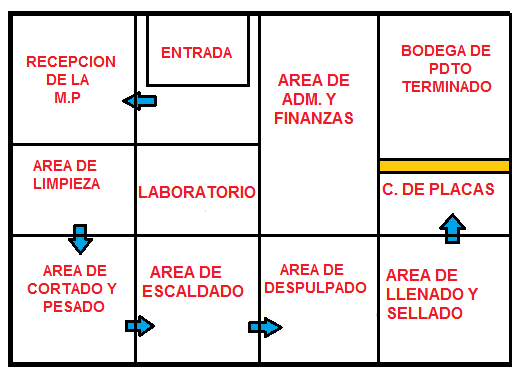 RECEPCION
DE LA
M.P
ENTRADA
AREA DE
ADM. Y
FINANZAS
BODEGA DE
PDTO
TERMINADO
AREA DE
LIMPIEZA
LABORATORIO
C. DE PLACAS
AREA DE
CORTADO Y
PESADO
AREA DE
ESCALDADO
AREA DE
DESPULPADO
AREA DE
LLENADO Y
SELLADO